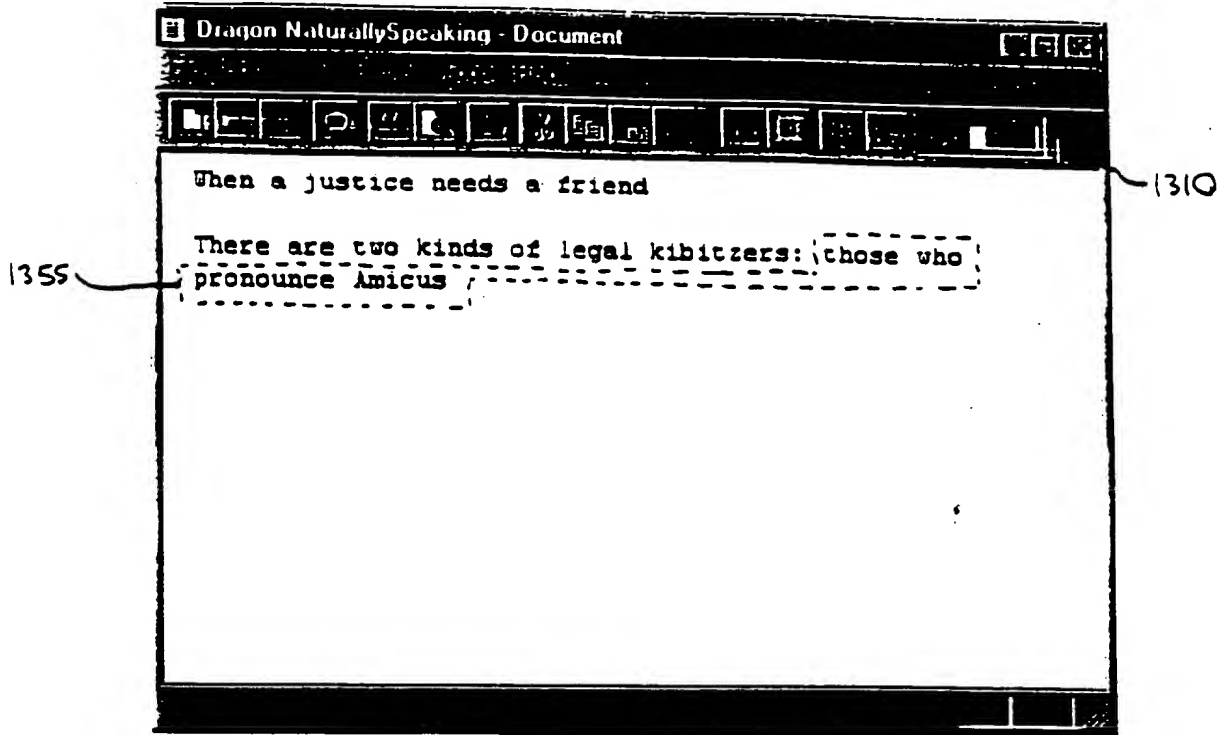 Dragon NaturallySpeaking - Document
1310
When a justice needs a friend
There are two kinds of legal kibitzers: those who
1355
pronounce Amicus